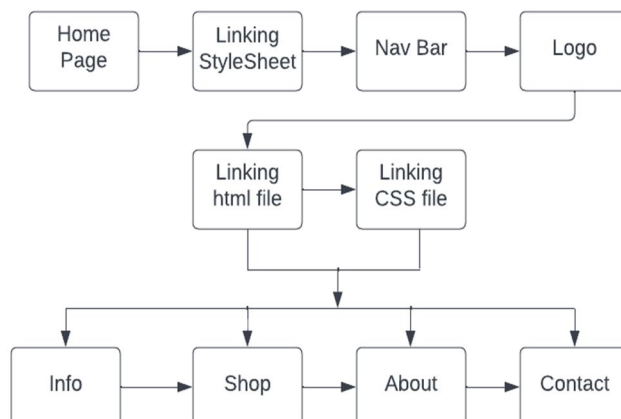 Home
Page
Linking
StyleSheet
Nav Bar
Logo
Linking
html file
Linking
CSS file
Info
Shop
About
Contact